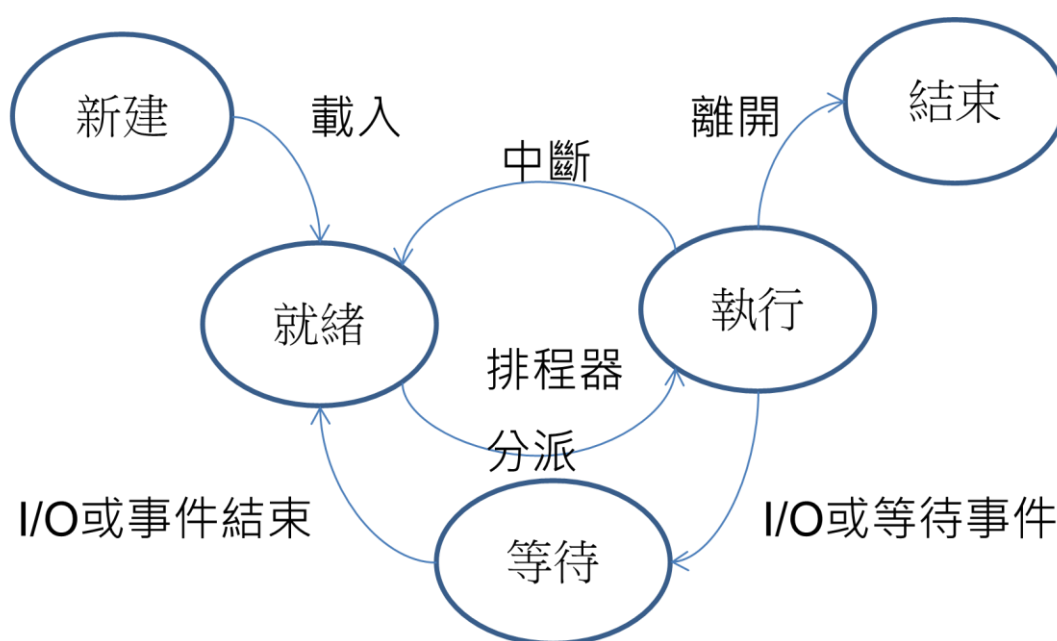 新建
載入
離開
結束
中斷
就緒
執行
排程器
分派
I/O或事件結束
I/O或等待事件
等待